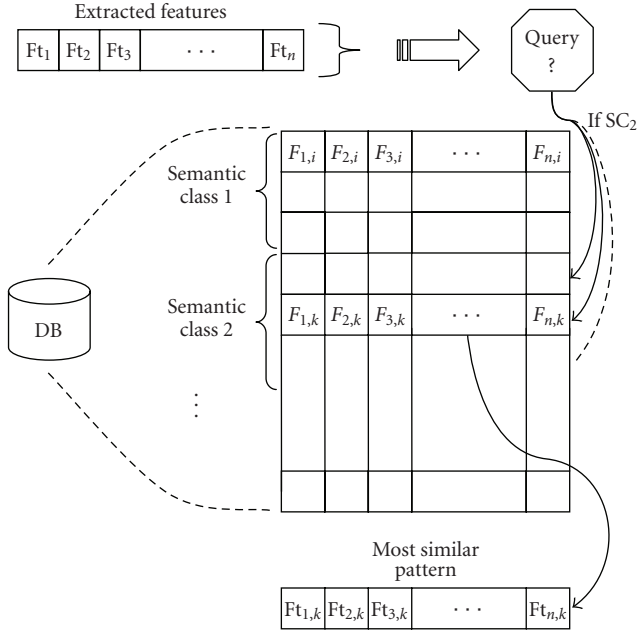 Extracted features
Ft1 Ft2 Ft3 · · · Ftn
Query
?
If SC2
F1,i F2,i F3,i · · · Fn,i
Semantic
class 1
Semantic
class 2
F1,k F2,k F3,k · · · Fn,k
DB
⋮
Most similar
pattern
Ft1,k Ft2,k Ft3,k · · · Ftn,k